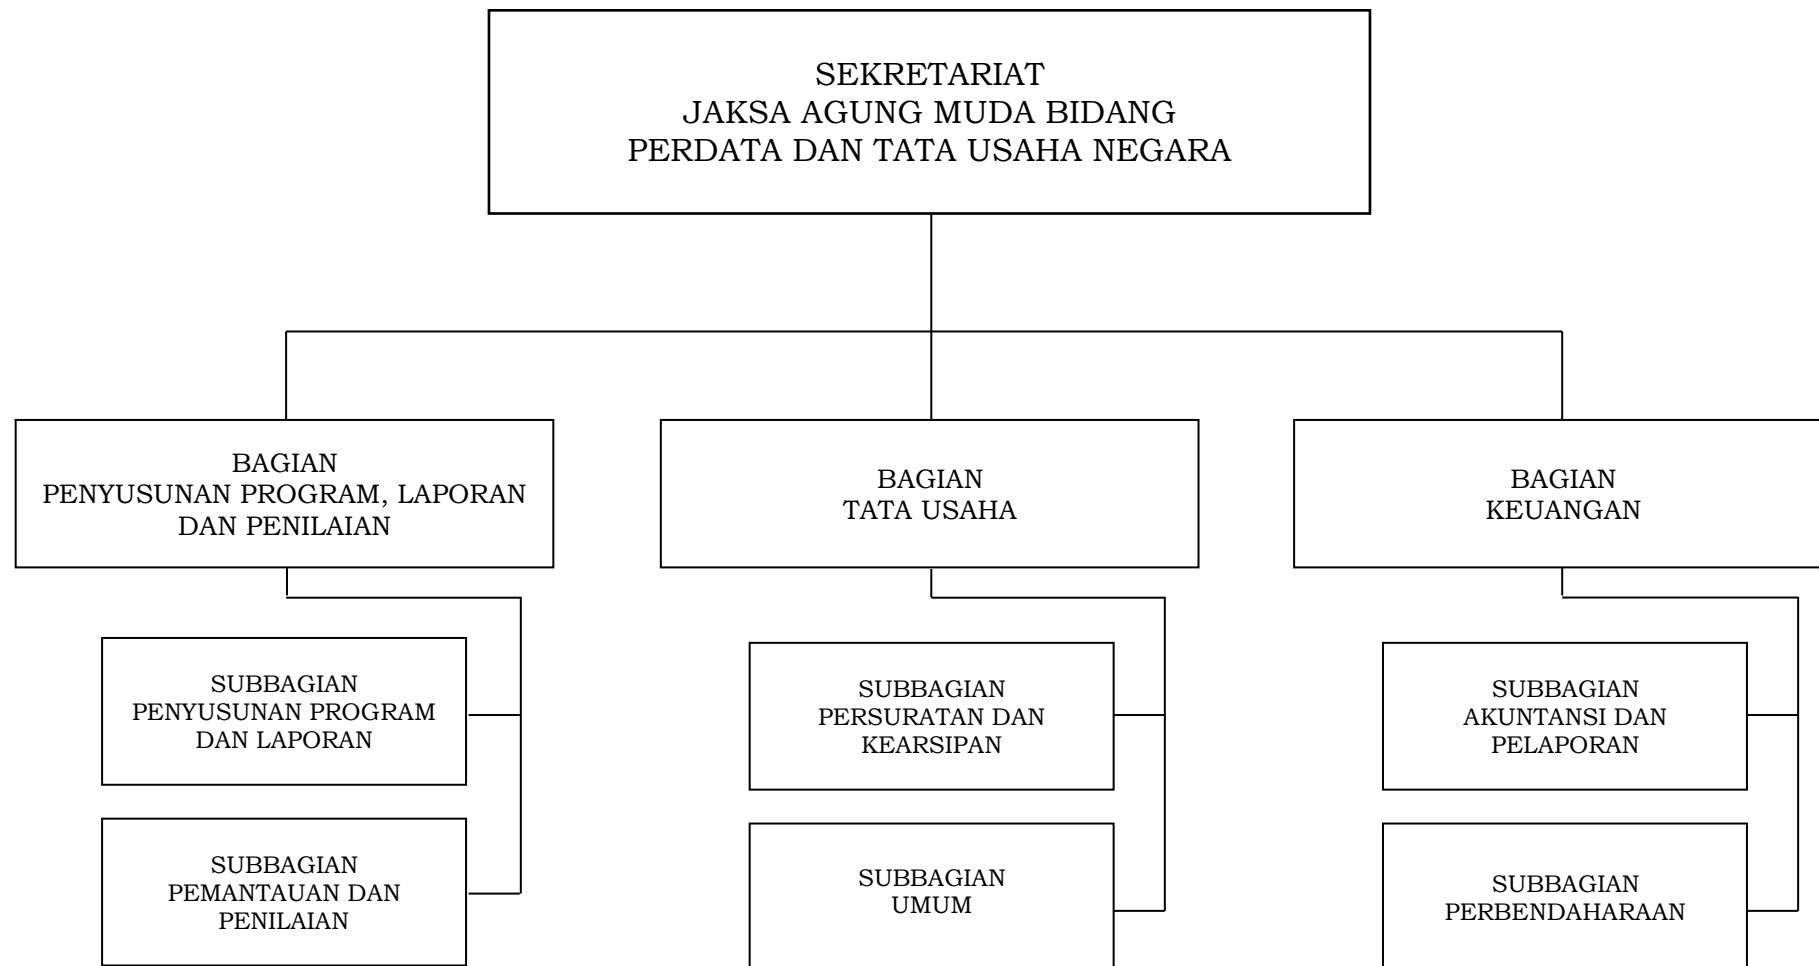 SEKRETARIAT
JAKSA AGUNG MUDA BIDANG
PERDATA DAN TATA USAHA NEGARA
BAGIAN
PENYUSUNAN PROGRAM, LAPORAN
DAN PENILAIAN
BAGIAN
TATA USAHA
BAGIAN
KEUANGAN
SUBBAGIAN
PENYUSUNAN PROGRAM
DAN LAPORAN
SUBBAGIAN
PERSURATAN DAN
KEARSIPAN
SUBBAGIAN
AKUNTANSI DAN
PELAPORAN
SUBBAGIAN
PEMANTAUAN DAN
PENILAIAN
SUBBAGIAN
UMUM
SUBBAGIAN
PERBENDAHARAAN